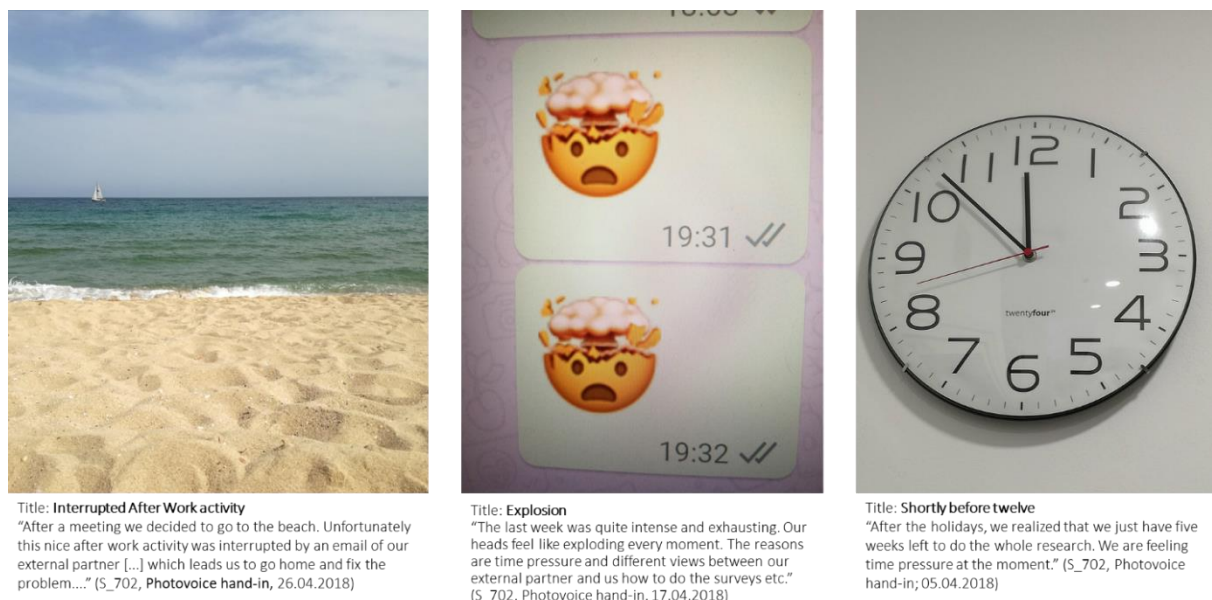 18:03
19:31
19:32
12
1
2
3
4
5
6
7
8
9
10
11
twentyfour
Title: Interrupted After Work activity
“After a meeting we decided to go to the beach. Unfortunately
this nice after work activity was interrupted by an email of our
external partner [...] which leads us to go home and fix the
problem....” (S_702, Photovoice hand-in, 26.04.2018)
Title: Explosion
“The last week was quite intense and exhausting. Our
heads feel like exploding every moment. The reasons
are time pressure and different views between our
external partner and us how to do the surveys etc.”
(S_702, Photovoice hand-in, 17.04.2018)
Title: Shortly before twelve
“After the holidays, we realized that we just have five
weeks left to do the whole research. We are feeling
time pressure at the moment.” (S_702, Photovoice
hand-in; 05.04.2018)